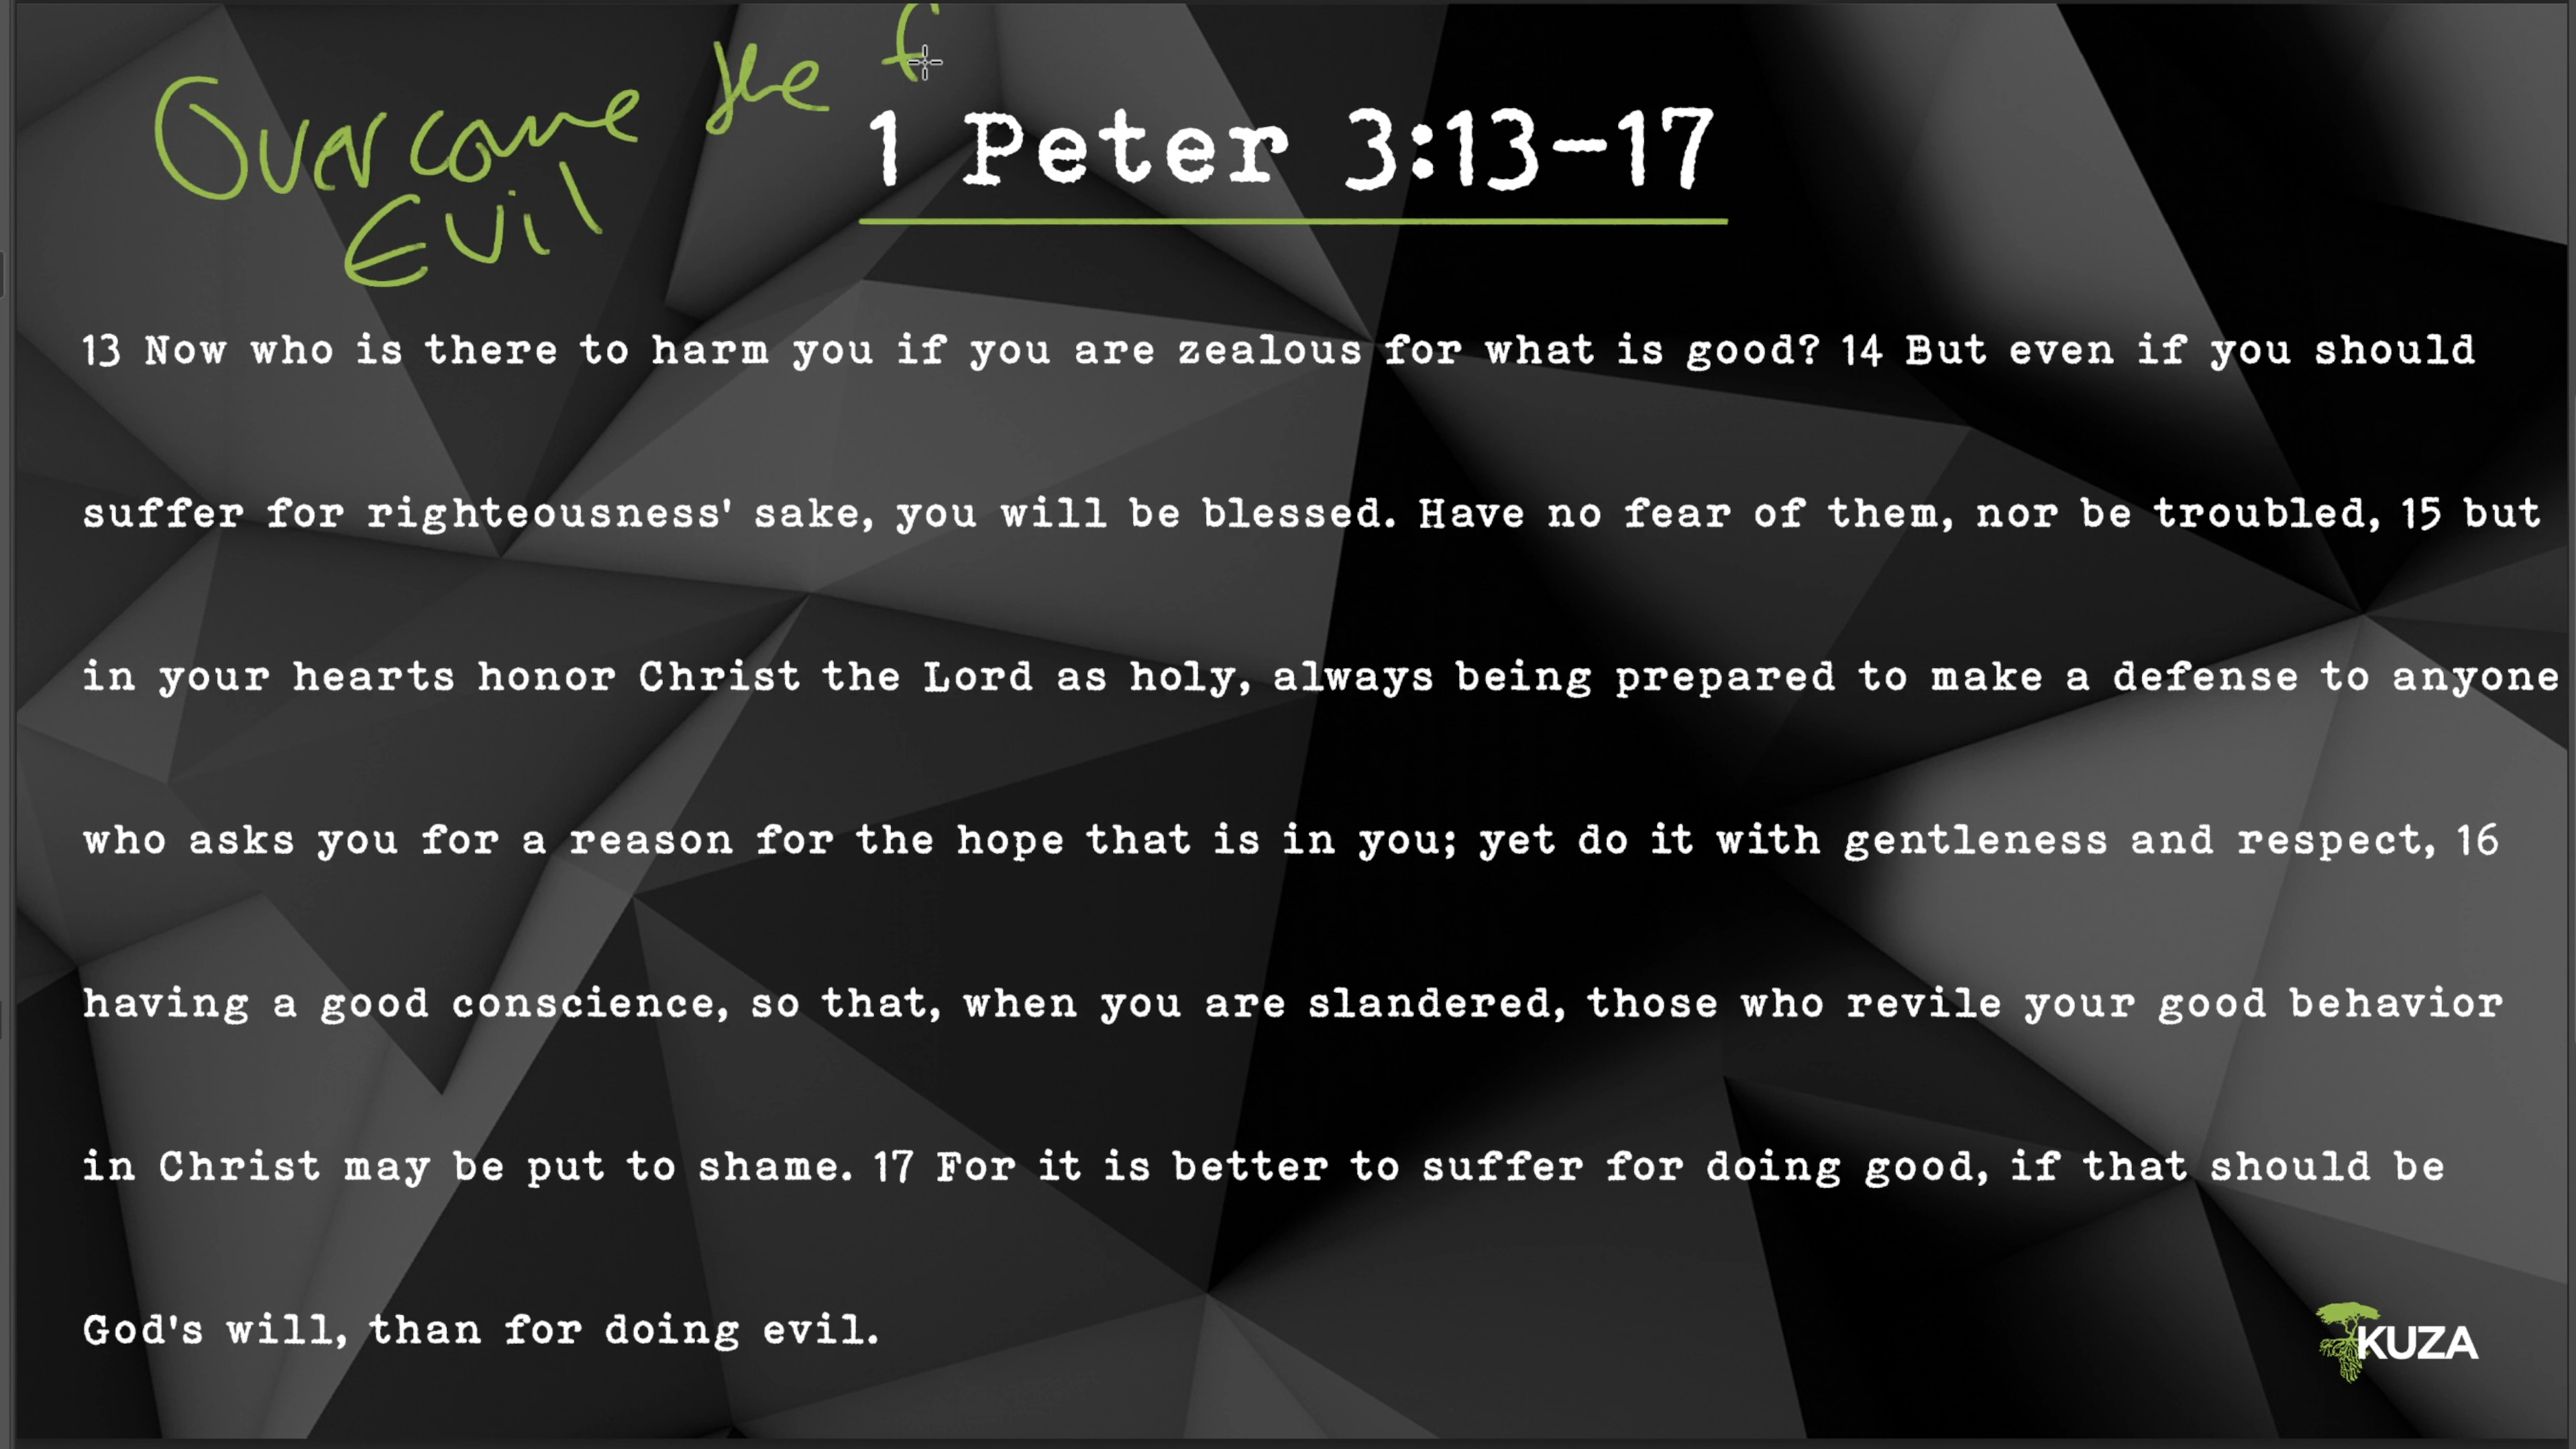 Overcome the f
Evil
1 Peter 3:13-17
13 Now who is there to harm you if you are zealous for what is good? 14 But even if you should
suffer for righteousness' sake, you will be blessed. Have no fear of them, nor be troubled, 15 but
in your hearts honor Christ the Lord as holy, always being prepared to make a defense to anyone
who asks you for a reason for the hope that is in you; yet do it with gentleness and respect, 16
having a good conscience, so that, when you are slandered, those who revile your good behavior
in Christ may be put to shame. 17 For it is better to suffer for doing good, if that should be
God's will, than for doing evil.
KUZA